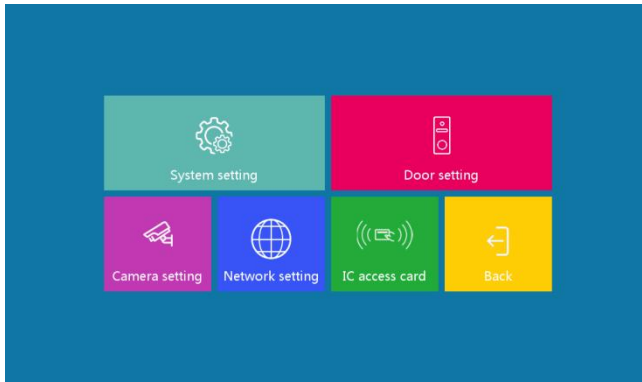 System setting
Door setting
Camera setting
Network setting
IC access card
Back